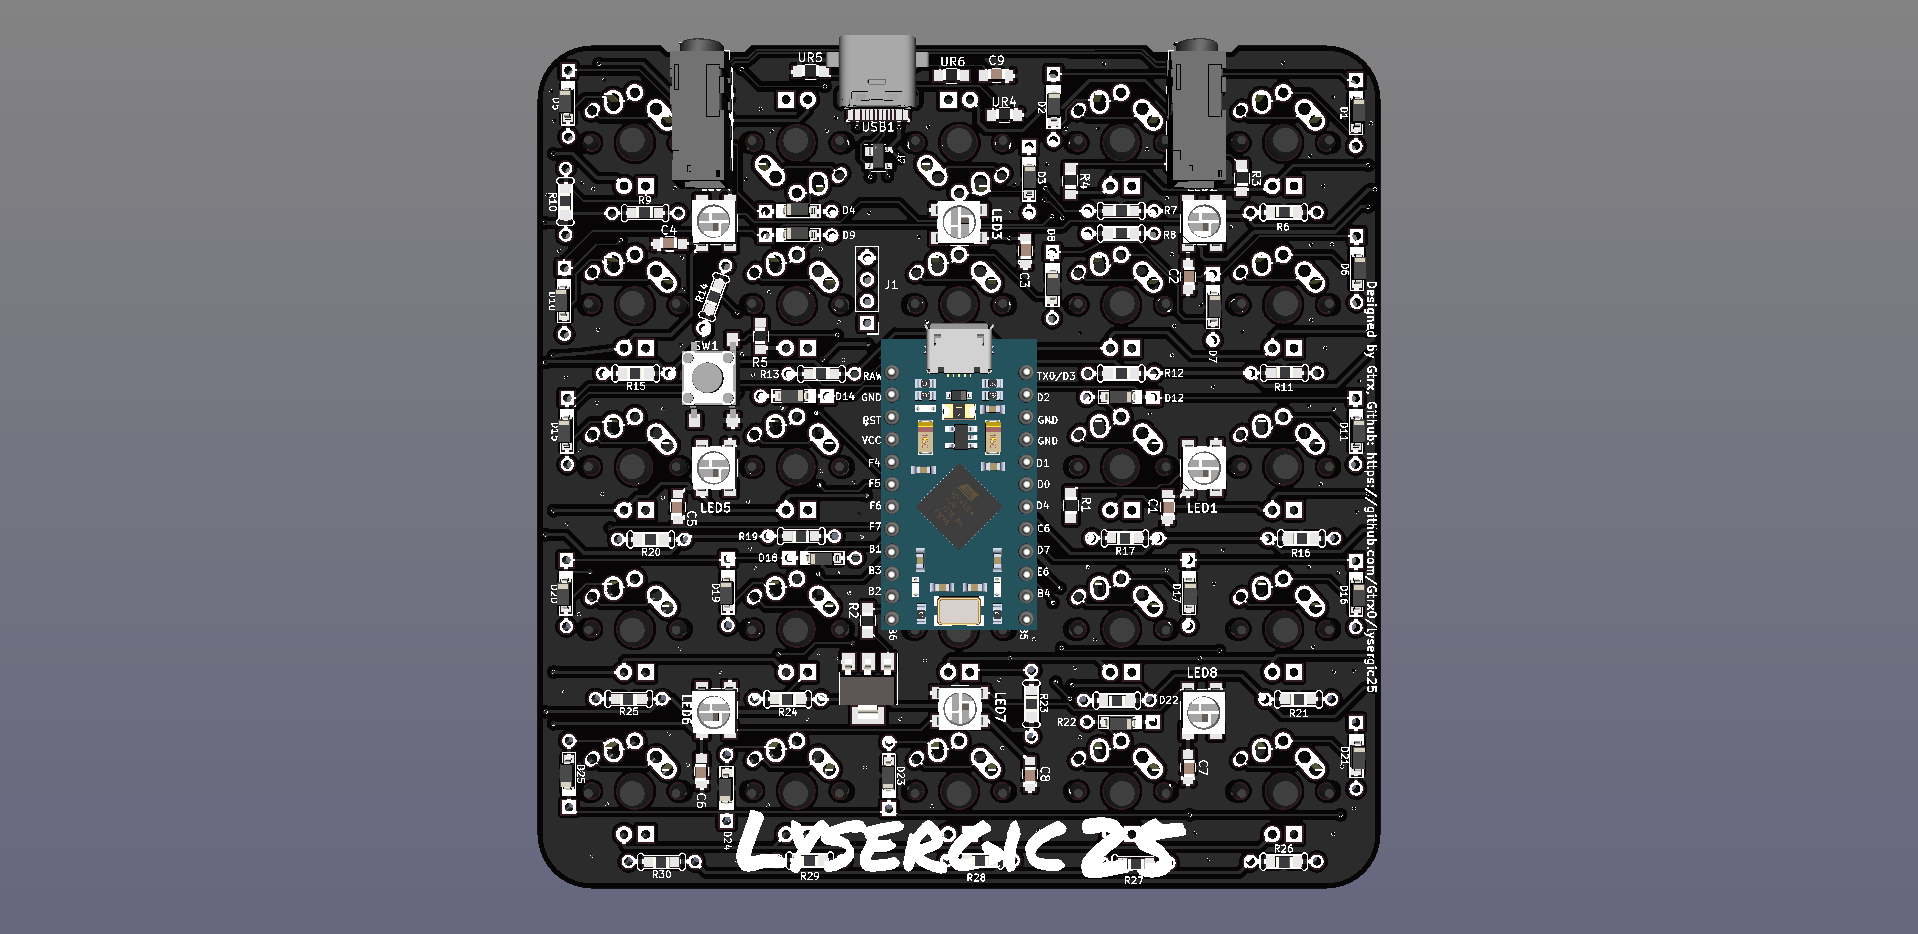 UR5
UR6
C9
D5
D2
UR4
D1
USB1
R10
R9
D3
R4
R3
D4
LED3
R7
R6
C4
D9
D8
R8
C3
C2
D6
D10
R14
J1
D7
SW1
R5
R15
R13
RAW
TX0/D3
R12
R11
D14
GND
D2
D12
D15
RST
GND
D11
VCC
GND
F4
D1
F5
D0
C5
LED5
F6
D4
R1
C1
LED1
F7
C6
R20
R19
R17
R16
D18
B1
D7
B3
E6
D20
D19
B2
B4
D17
D16
R2
B6
B5
LED8
R25
LED6
R24
LED7
R23
D22
R21
R22
D25
C6
D23
C8
C7
D21
D24
Lysergic 25
R30
R29
R28
R27
R26
Designed by Gtrx, Github: https://github.com/Gtrx0/lysergic25